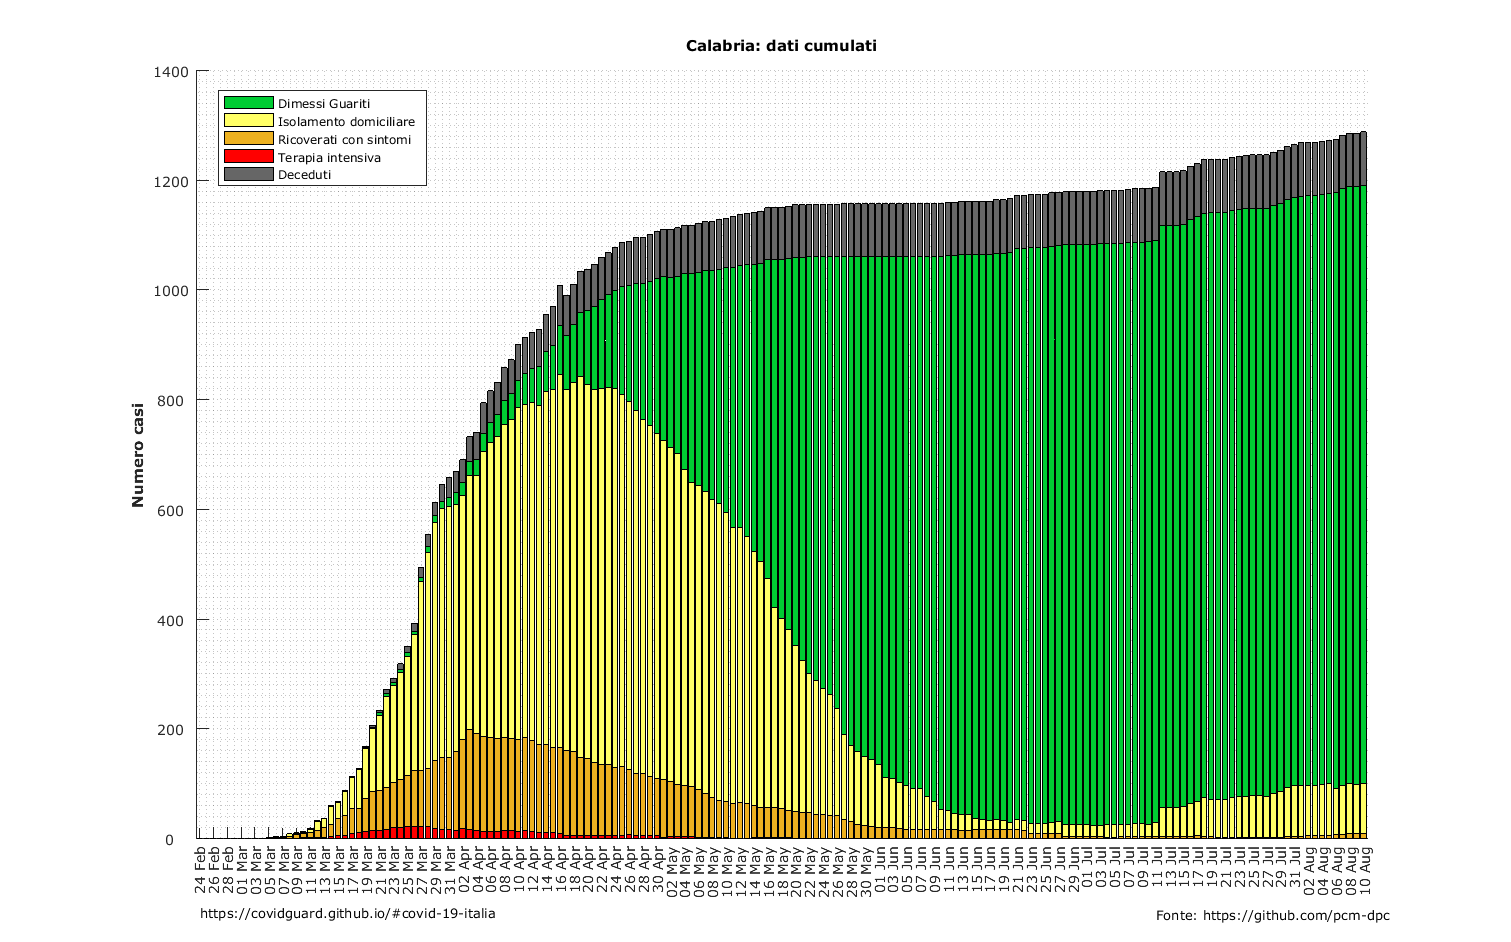 Calabria: dati cumulati
Numero casi
1400
1200
1000
800
600
400
200
0
Dimessi Guariti
Isolamento domiciliare
Ricoverati con sintomi
Terapia intensiva
Deceduti
24 Feb
26 Feb
28 Feb
01 Mar
03 Mar
05 Mar
07 Mar
09 Mar
11 Mar
13 Mar
15 Mar
17 Mar
19 Mar
21 Mar
23 Mar
25 Mar
27 Mar
29 Mar
31 Mar
02 Apr
04 Apr
06 Apr
08 Apr
10 Apr
12 Apr
14 Apr
16 Apr
18 Apr
20 Apr
22 Apr
24 Apr
26 Apr
28 Apr
30 Apr
02 May
04 May
06 May
08 May
10 May
12 May
14 May
16 May
18 May
20 May
22 May
24 May
26 May
28 May
30 May
01 Jun
03 Jun
05 Jun
07 Jun
09 Jun
11 Jun
13 Jun
15 Jun
17 Jun
19 Jun
21 Jun
23 Jun
25 Jun
27 Jun
29 Jun
01 Jul
03 Jul
05 Jul
07 Jul
09 Jul
11 Jul
13 Jul
15 Jul
17 Jul
19 Jul
21 Jul
23 Jul
25 Jul
27 Jul
29 Jul
31 Jul
02 Aug
04 Aug
06 Aug
08 Aug
10 Aug
https://covidguard.github.io/#covid-19-italia
Fonte: https://github.com/pcm-dpc